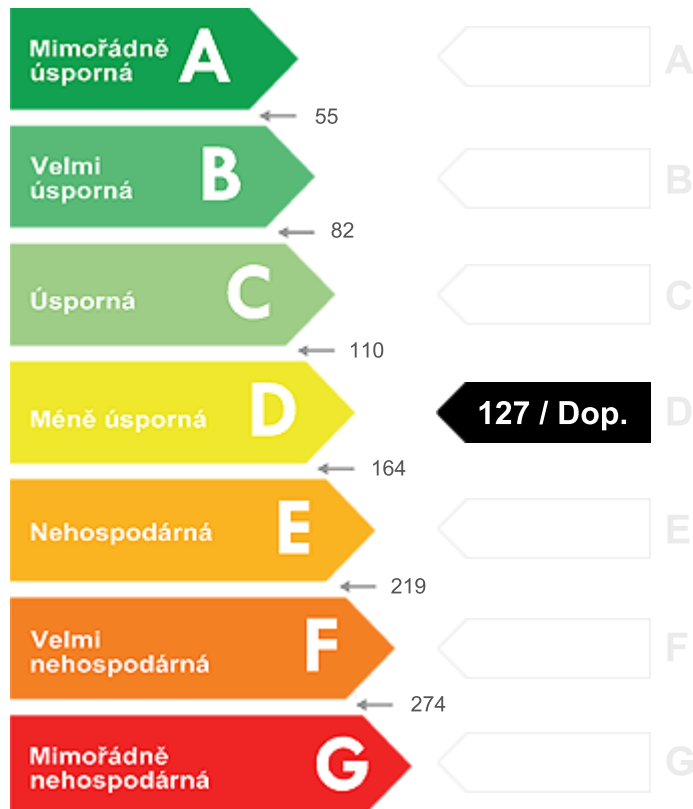 Mimořádně
úsporná
A
A
55
Velmi
úsporná
B
B
82
Úsporná
C
C
110
Méně úsporná
D
127 / Dop.
D
164
Nehospodárná
E
E
219
Velmi
nehospodárná
F
F
274
Mimořádně
nehospodárná
G
G